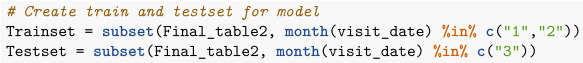 # Create train and testset for model
Trainset = subset(Final_table2, month(visit_date) %in% c("1","2"))
Testset = subset(Final_table2, month(visit_date) %in% c("3"))